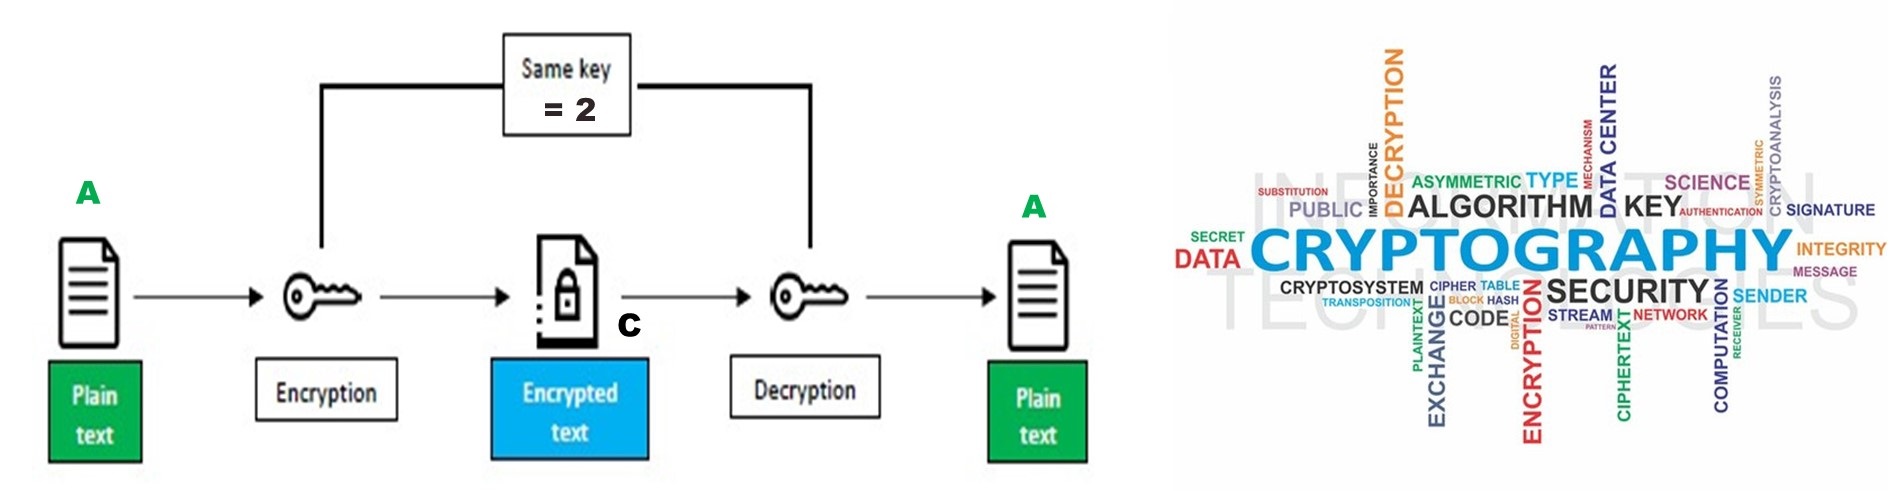 Same key
= 2
A
A
C
Plain
text
Encryption
Encrypted
text
Decryption
Plain
text
INFORMATION
TECHNOLOGIES
DECRYPTION
IMPORTANCE
SUBSTITUTION
PUBLIC
ASYMMETRIC
TYPE
MECHANISM
DATA CENTER
ALGORITHM
KEY
SCIENCE
AUTHENTICATION
SYMMETRIC
CRYPTOANALYSIS
SIGNATURE
SECRET
DATA
CRYPTOGRAPHY
INTEGRITY
MESSAGE
CRYPTOSYSTEM
CIPHER
TABLE
TRANSPOSITION
BLOCK
HASH
SECURITY
SENDER
PLAINTEXT
EXCHANGE
CODE
DIGITAL
ENCRYPTION
STREAM
PATTERN
CIPHERTEXT
NETWORK
COMPUTATION
RECEIVER